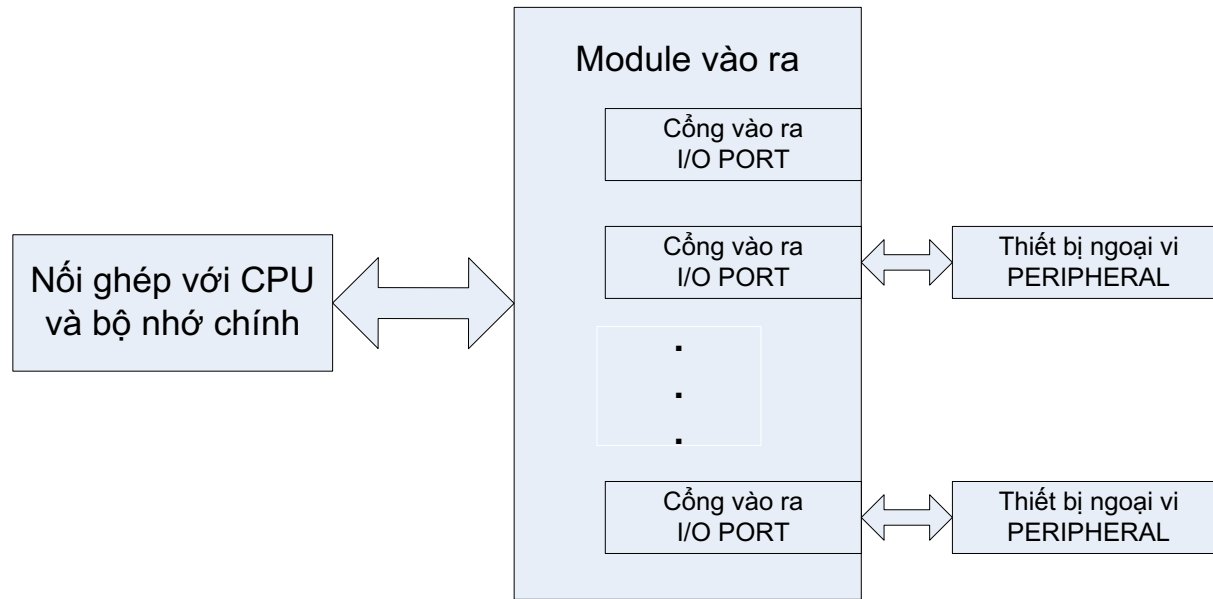 Module vào ra
Cổng vào ra
I/O PORT
Cổng vào ra
I/O PORT
Thiết bị ngoại vi
PERIPHERAL
Nối ghép với CPU
và bộ nhớ chính
.
.
.
Cổng vào ra
I/O PORT
Thiết bị ngoại vi
PERIPHERAL